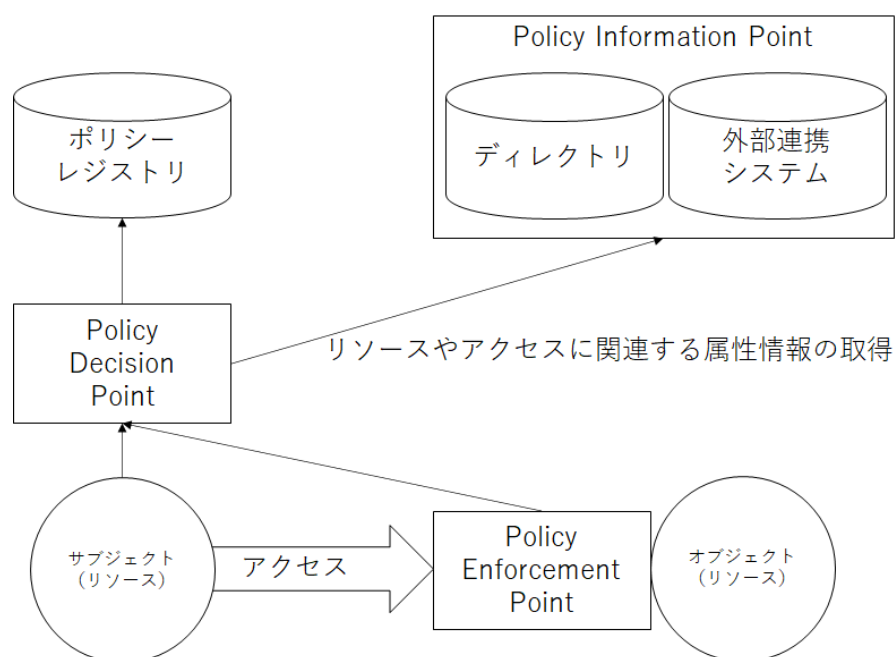 Policy Information Point
ポリシー
レジストリ
ディレクトリ
外部連携
システム
Policy
Decision
Point
リソースやアクセスに関連する属性情報の取得
サブジェクト
（リソース）
アクセス
Policy
Enforcement
Point
オブジェクト
（リソース）